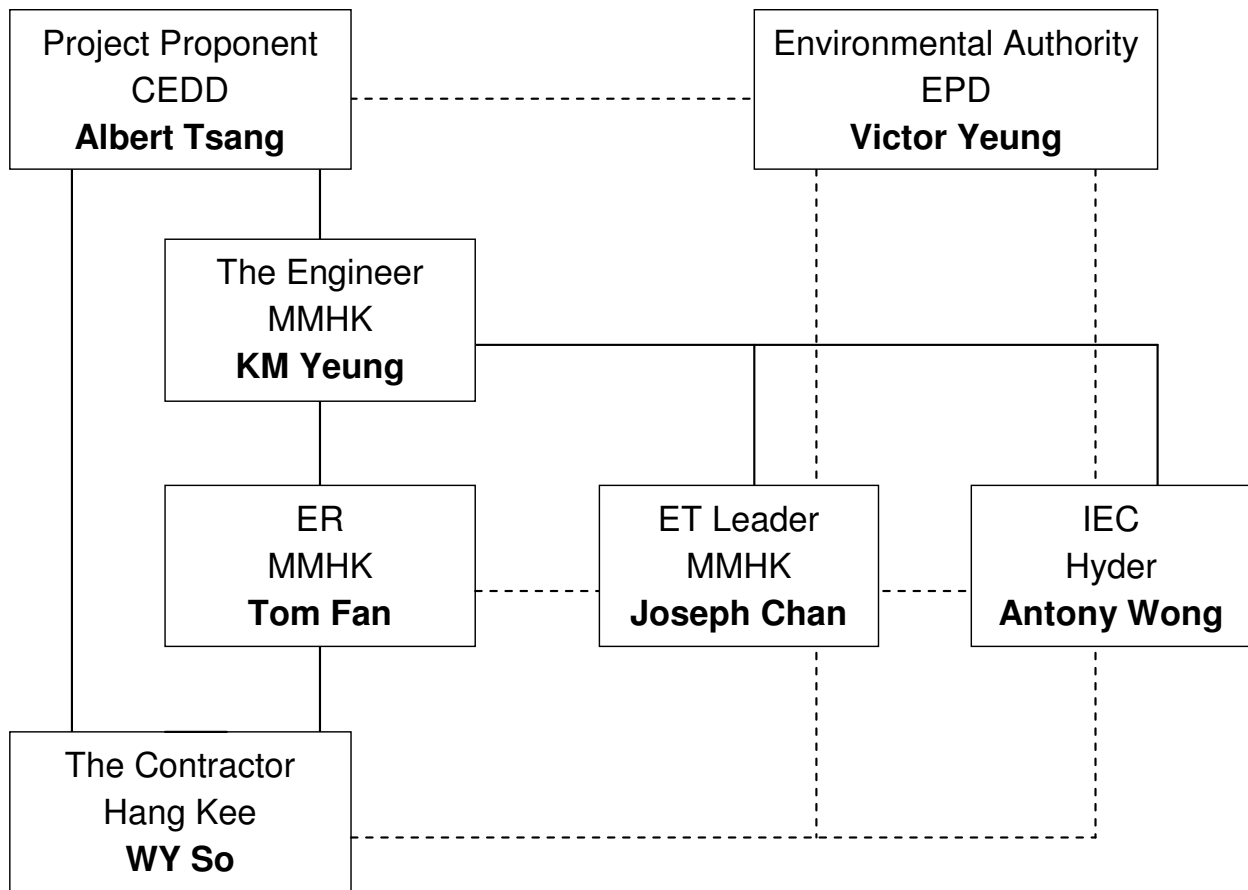 Project Proponent
CEDD
Albert Tsang
Environmental Authority
EPD
Victor Yeung
The Engineer
MMHK
KM Yeung
ER
MMHK
Tom Fan
ET Leader
MMHK
Joseph Chan
IEC
Hyder
Antony Wong
The Contractor
Hang Kee
WY So